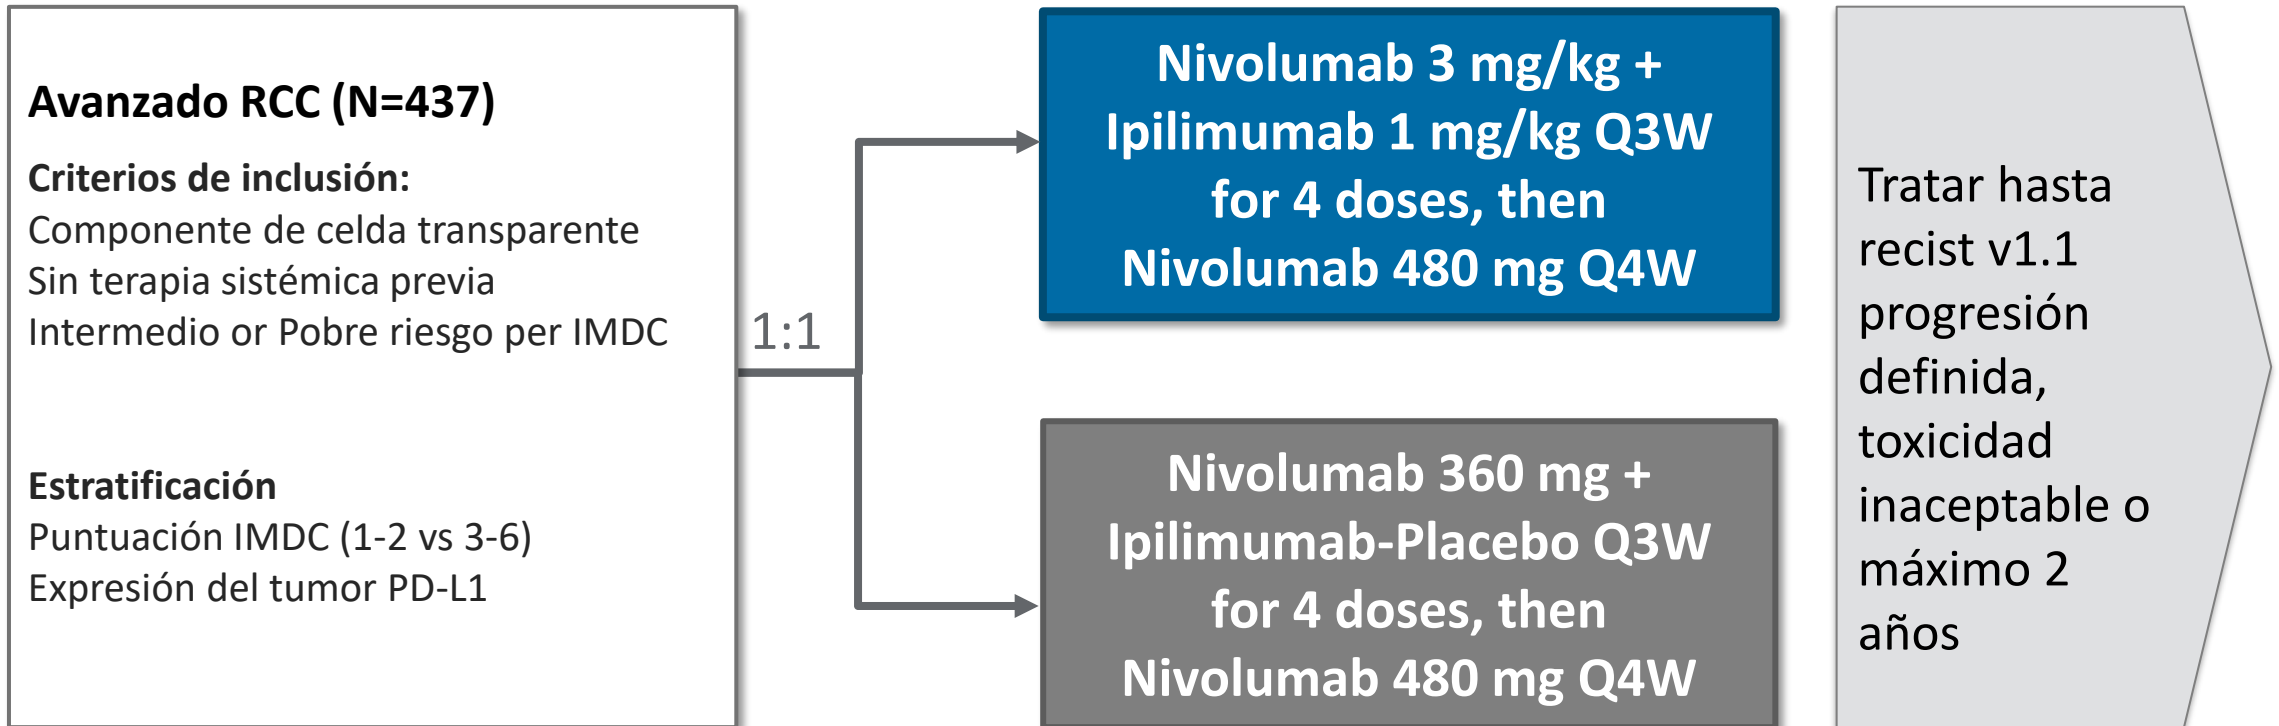 Avanzado RCC (N=437)
Criterios de inclusión:
Componente de celda transparente
Sin terapia sistémica previa
Intermedio or Pobre riesgo per IMDC
Estratificación
Puntuación IMDC (1-2 vs 3-6)
Expresión del tumor PD-L1
1:1
Nivolumab 3 mg/kg +
Ipilimumab 1 mg/kg Q3W
for 4 doses, then
Nivolumab 480 mg Q4W
Nivolumab 360 mg +
Ipilimumab-Placebo Q3W
for 4 doses, then
Nivolumab 480 mg Q4W
Tratar hasta
recist v1.1
progresión
definida,
toxicidad
inaceptable o
máximo 2
años